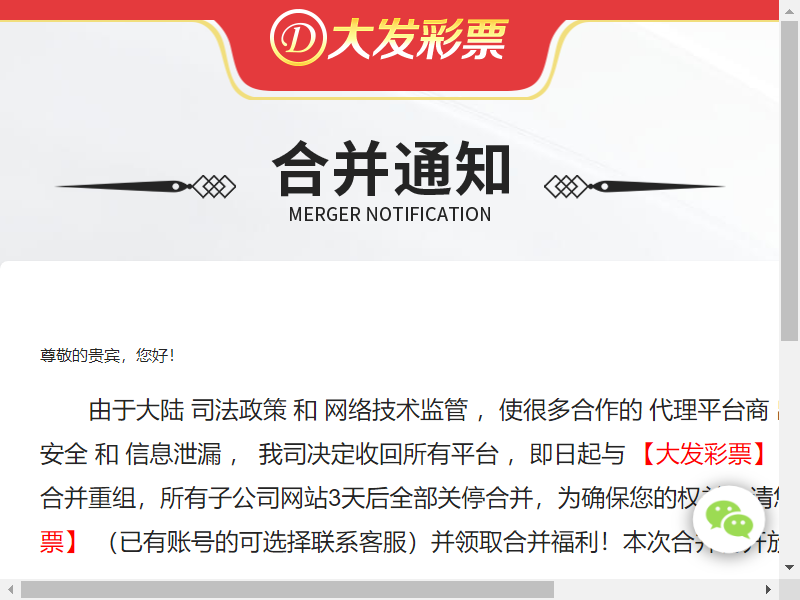 大发彩票
合并通知
MERGER NOTIFICATION
尊敬的贵宾，您好！
由于大陆 司法政策 和 网络技术监管 ，使很多合作的 代理平台商
安全 和 信息泄漏 ， 我司决定收回所有平台 ，即日起与 【大发彩票】
合并重组，所有子公司网站3天后全部关停合并，为确保您的权 请
票】 （已有账号的可选择联系客服）并领取合并福利！本次合 开放